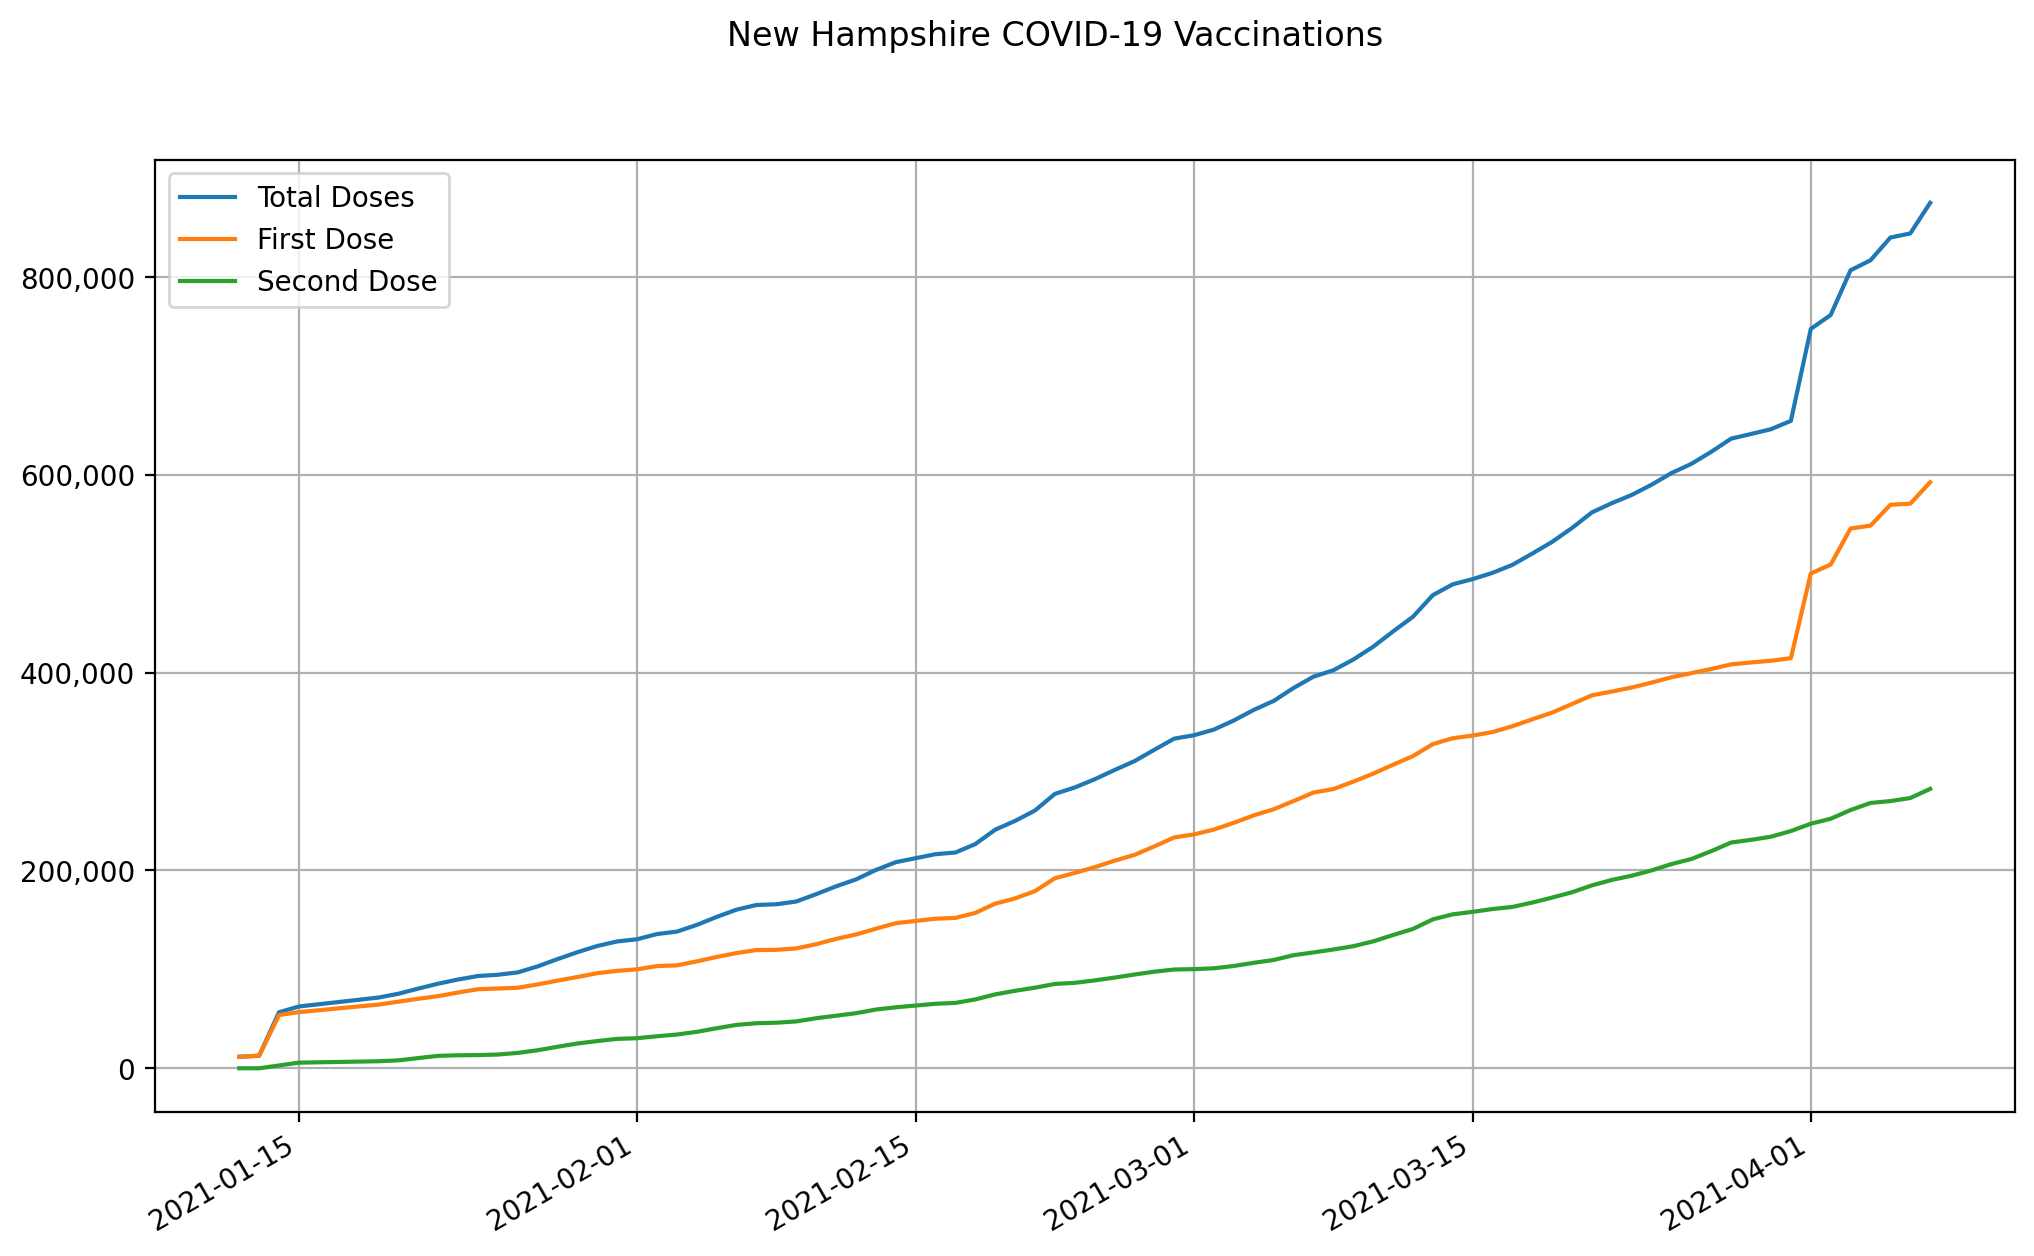 New Hampshire COVID-19 Vaccinations
Total Doses
First Dose
Second Dose
800,000
600,000
400,000
200,000
0
2021-01-15
2021-02-01
2021-02-15
2021-03-01
2021-03-15
2021-04-01